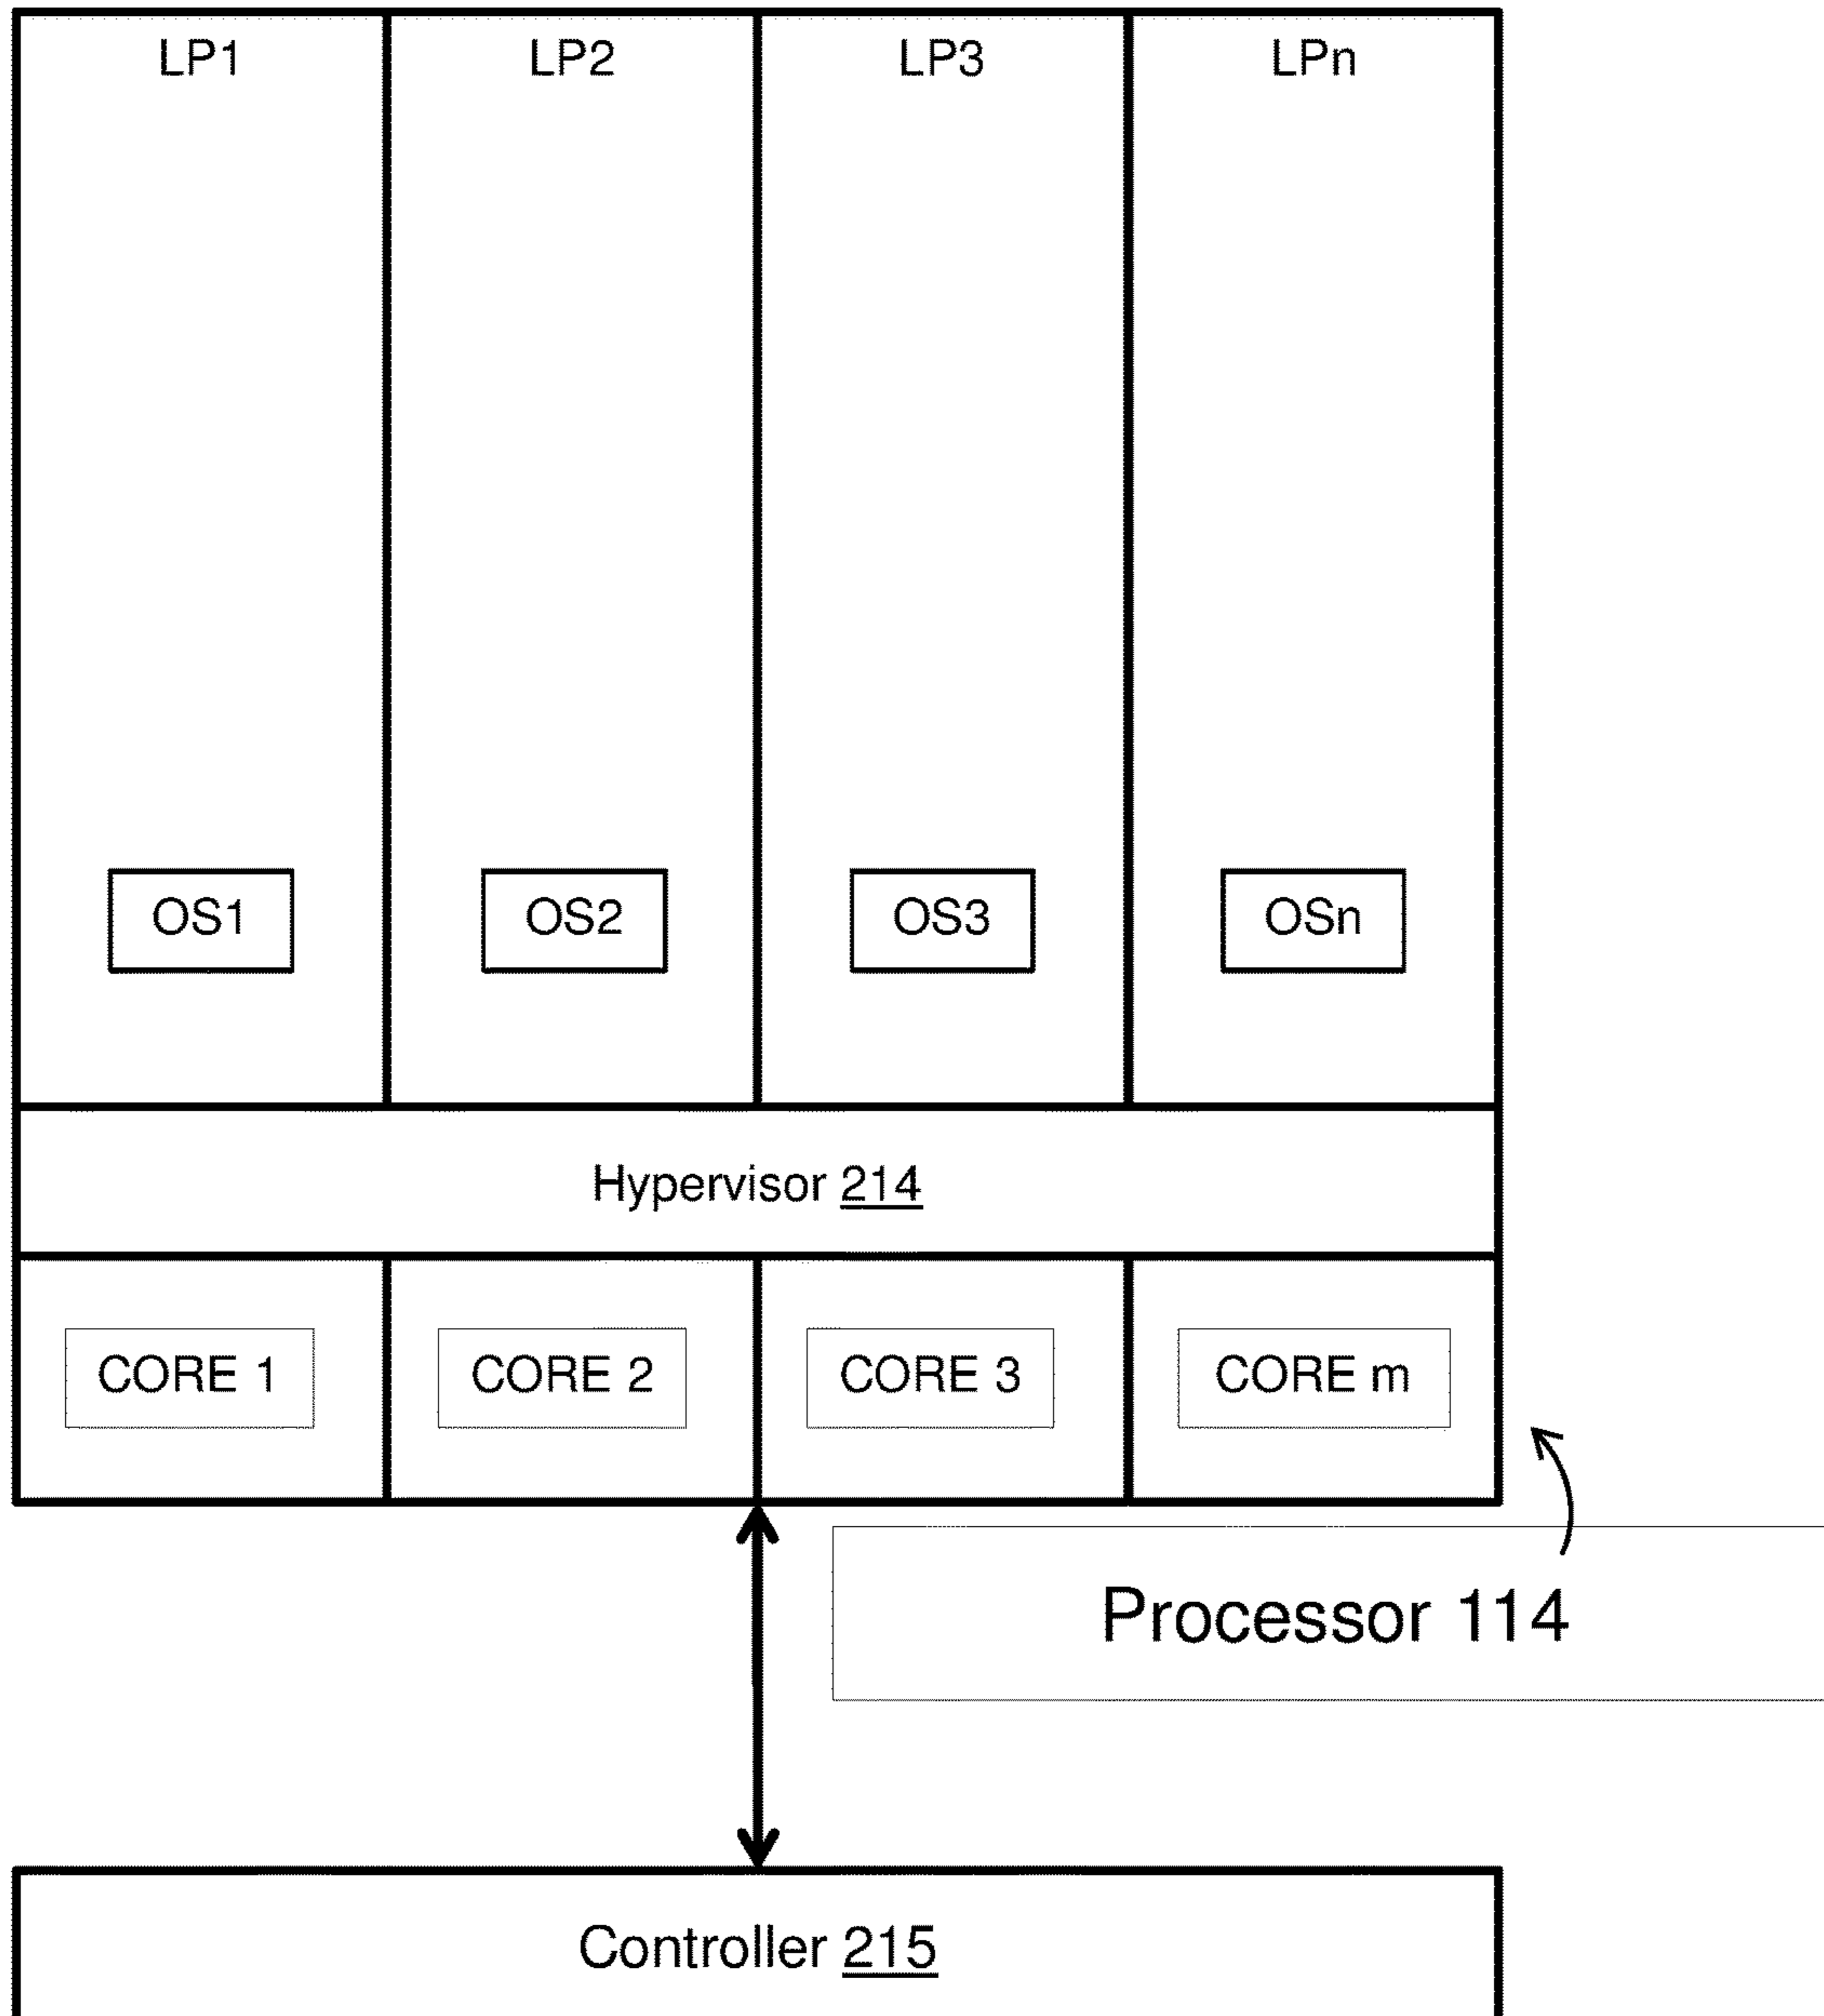 LP1 LP2 LP3 LPn
OS1 OS2 OS3 OSn
Hypervisor 214
CORE 1 CORE 2 CORE 3 CORE m
Processor 114
Controller 215